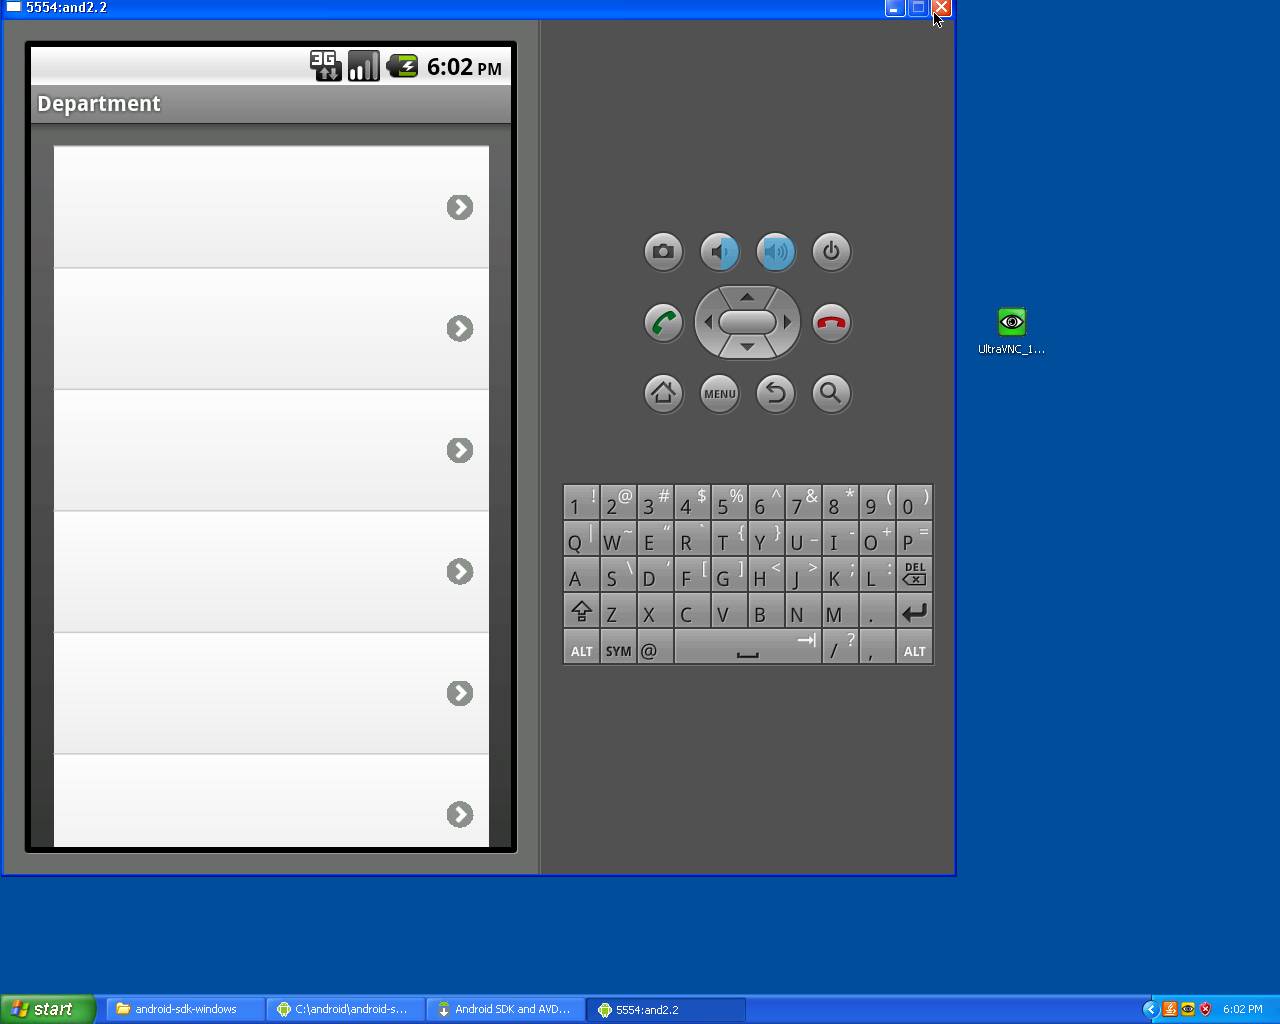 5554:and2.2
3G
6:02 PM
Department
MENU
UltraVNC_1...
1 ! 2 @ 3 # 4 $ 5 % 6 ^ 7 & 8 * 9 ( 0 )
Q | W ~ E “ R ` T { Y } U _ I - O + P =
A S \ D ‘ F [ G ] H < J > K ; L : DEL
Z X C V B N M .
ALT SYM @ / ? , ALT
start android-sdk-windows C:\android\android-s... Android SDK and AVD... 5554:and2.2 6:02 PM